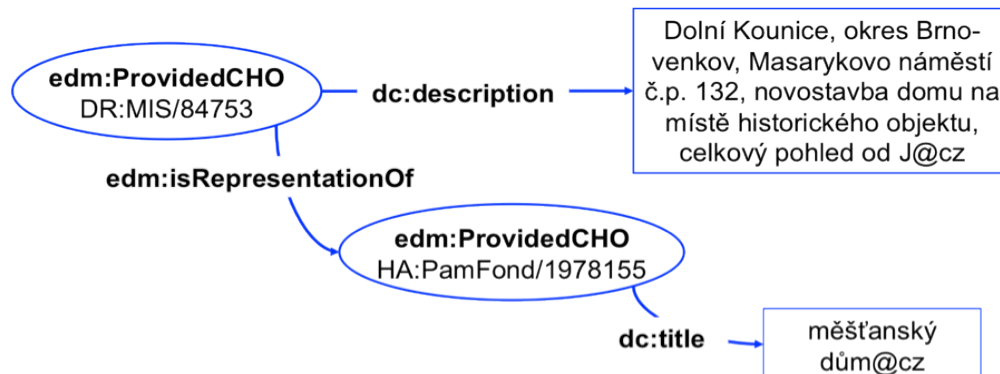 edm:ProvidedCHO
DR:MIS/84753
dc:description
Dolní Kounice, okres Brno-
venkov, Masarykovo náměstí
č.p. 132, novostavba domu na
místě historického objektu,
celkový pohled od J@cz
edm:isRepresentationOf
edm:ProvidedCHO
HA:PamFond/1978155
dc:title
měšťanský
dům@cz